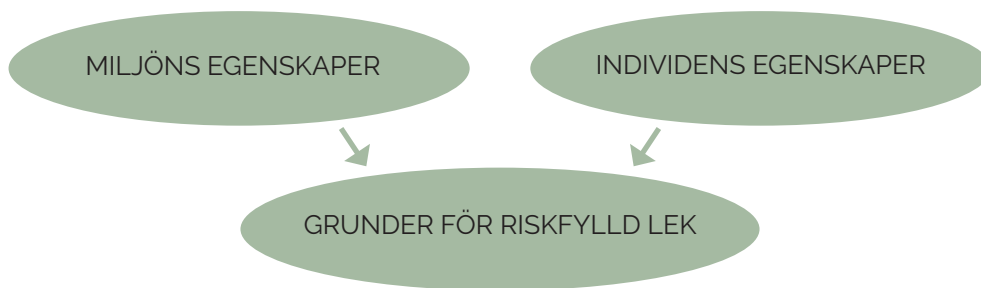 MILJÖNS EGENSKAPER
INDIVIDENS EGENSKAPER
GRUNDER FÖR RISKFYLLD LEK